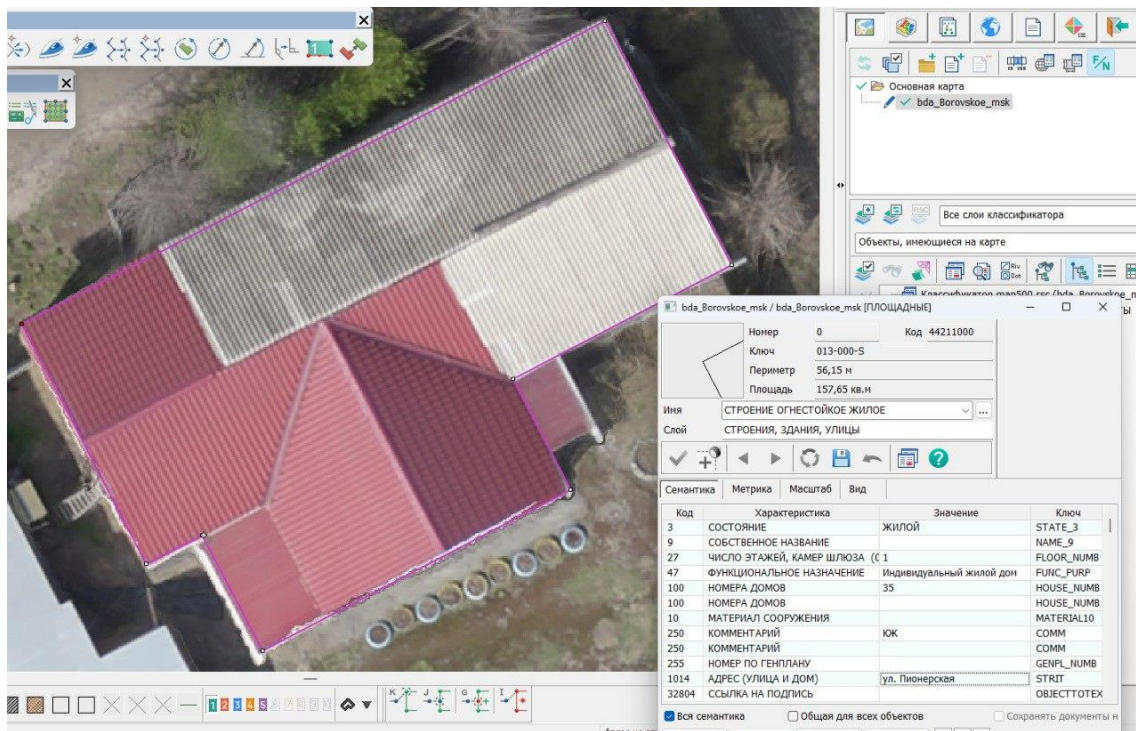 F/N
Основная карта
bda_Borovskoe_msk
Все слои классификатора
Объекты, имеющиеся на карте
Классификатор map500.rsc (bda_Borovskoe_m
bda_Borovskoe_msk / bda_Borovskoe_msk [ПЛОЩАДНЫЕ]
Номер 0 Код 44211000
Ключ 013-000-S
Периметр 56,15 м
Площадь 157,65 кв.м
Имя СТРОЕНИЕ ОГНЕСТОЙКОЕ ЖИЛОЕ ...
Слой СТРОЕНИЯ, ЗДАНИЯ, УЛИЦЫ
Семантика Метрика Масштаб Вид
Код Характеристика Значение Ключ
3 СОСТОЯНИЕ ЖИЛОЙ STATE_3
9 СОБСТВЕННОЕ НАЗВАНИЕ NAME_9
27 ЧИСЛО ЭТАЖЕЙ, КАМЕР ШЛЮЗА (С 1 FLOOR_NUMB
47 ФУНКЦИОНАЛЬНОЕ НАЗНАЧЕНИЕ Индивидуальный жилой дом FUNC_PURP
100 НОМЕРА ДОМОВ 35 HOUSE_NUMB
100 НОМЕРА ДОМОВ HOUSE_NUMB
10 МАТЕРИАЛ СООРУЖЕНИЯ MATERIAL10
250 КОММЕНТАРИЙ ЮК COMM
250 КОММЕНТАРИЙ COMM
255 НОМЕР ПО ГЕНПЛАНУ GENPL_NUMB
1014 АДРЕС (УЛИЦА И ДОМ) ул. Пионерская STRIT
32804 ССЫЛКА НА ПОДПИСЬ OBJECTTOTEX
Вся семантика Общая для всех объектов Сохранять документы н
K J G I
1 2 3 4 5